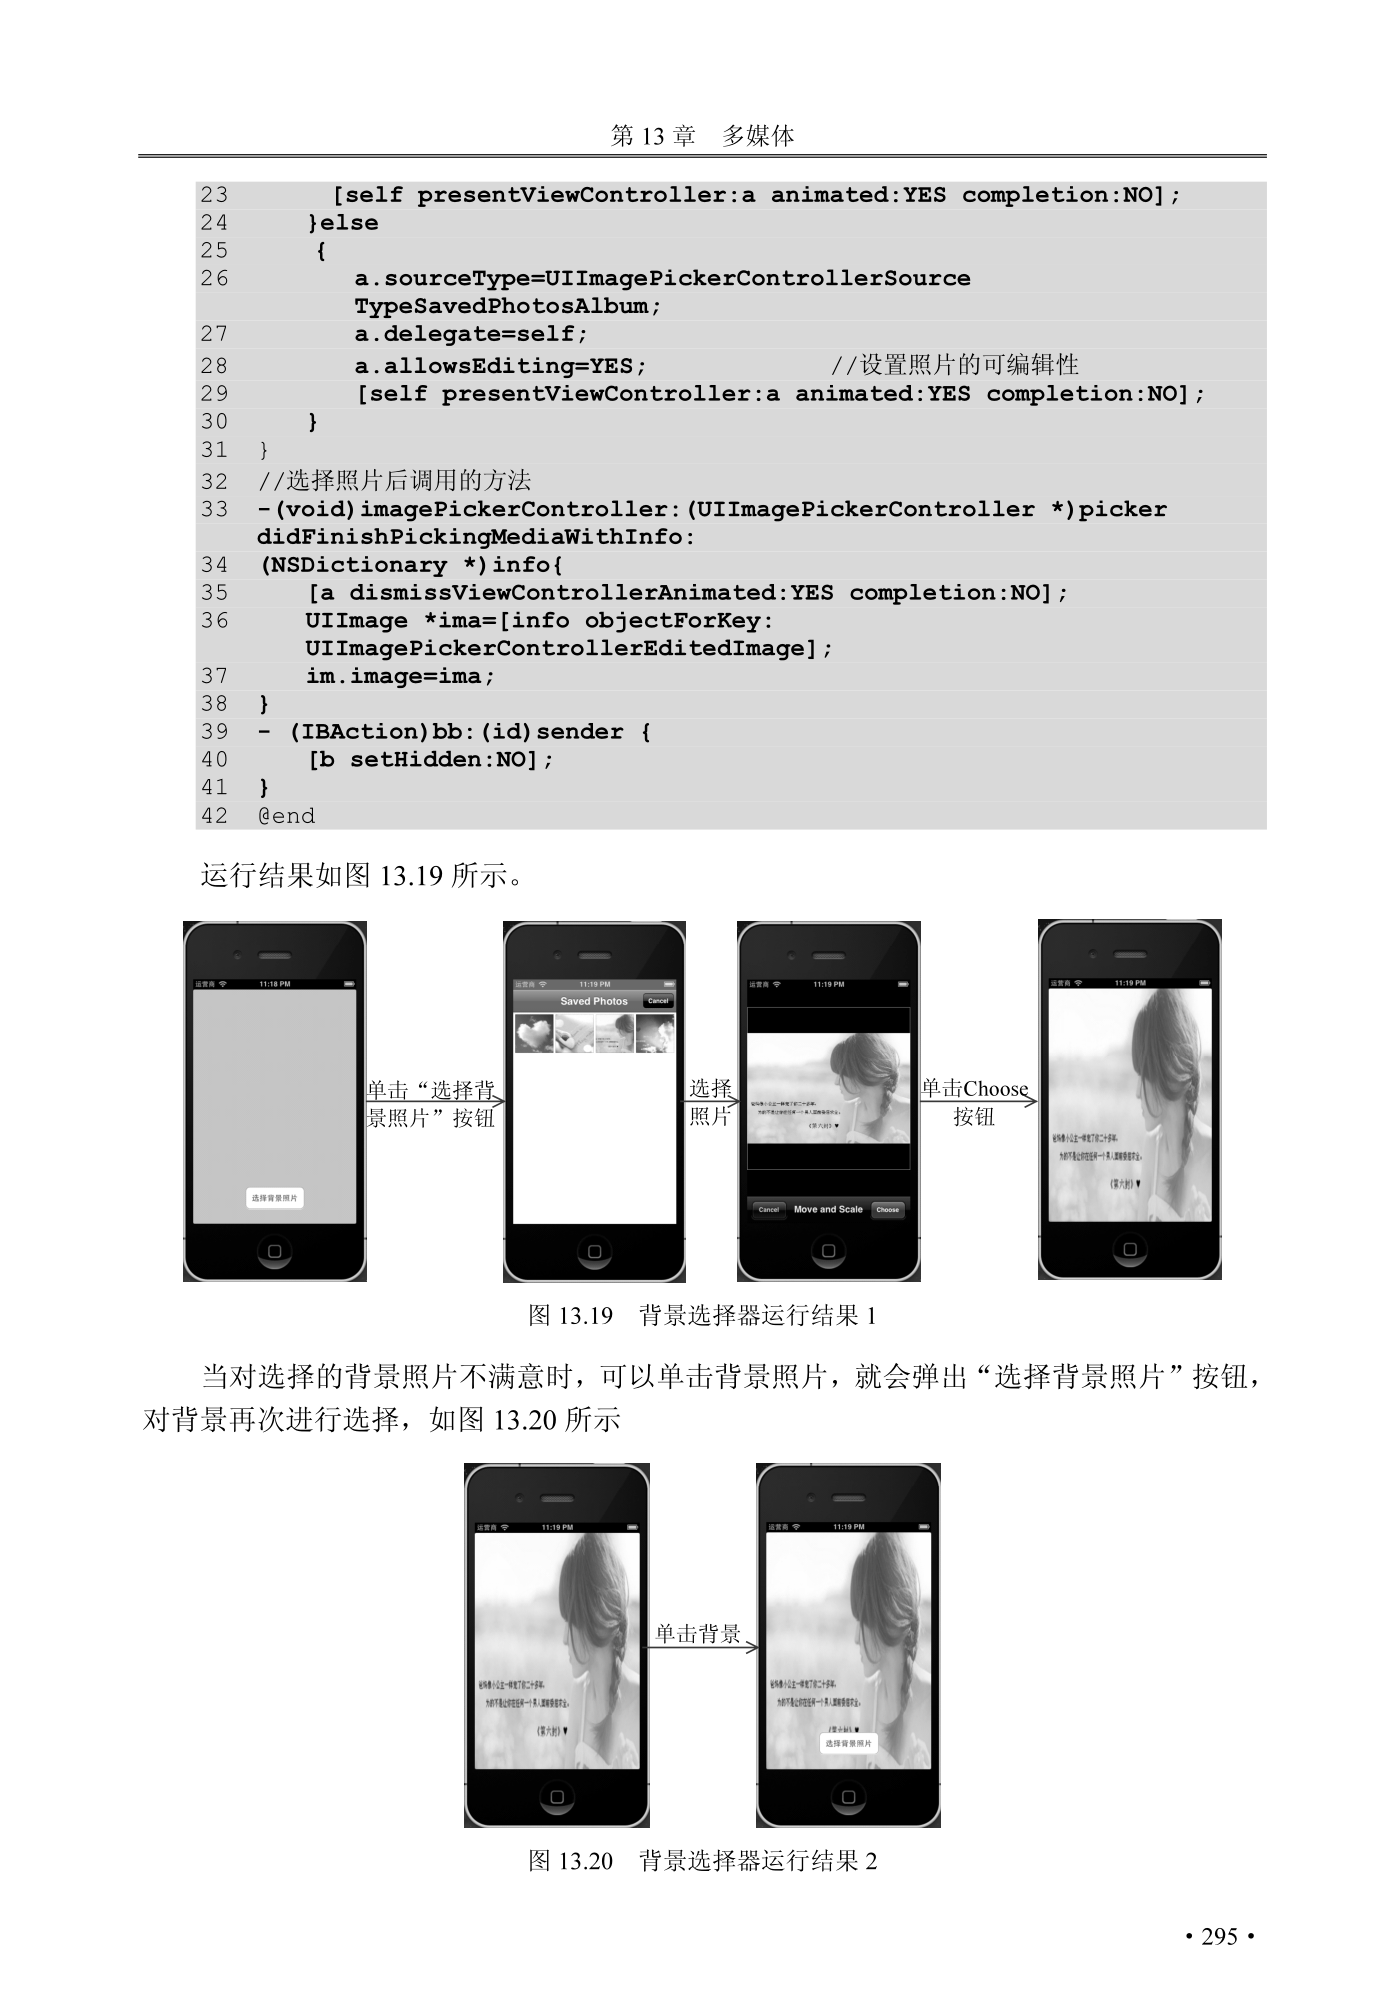 第 13 章 多媒体
23 [self presentViewController:a animated:YES completion:NO];
24 }else
25 {
26 a.sourceType=UIImagePickerControllerSource
TypeSavedPhotosAlbum;
27 a.delegate=self;
28 a.allowsEditing=YES; //设置照片的可编辑性
29 [self presentViewController:a animated:YES completion:NO];
30 }
31 }
32 //选择照片后调用的方法
33 -(void)imagePickerController:(UIImagePickerController *)picker
didFinishPickingMediaWithInfo:
34 (NSDictionary *)info{
35 [a dismissViewControllerAnimated:YES completion:NO];
36 UIImage *ima=[info objectForKey:
UIImagePickerControllerEditedImage];
37 im.image=ima;
38 }
39 - (IBAction)bb:(id)sender {
40 [b setHidden:NO];
41 }
42 @end
运行结果如图 13.19 所示。
运营商 11:18 PM
选择背景照片
单击“选择背
景照片”按钮
运营商 11:19 PM
Saved Photos Cancel
选择
照片
运营商 11:19 PM
《第六封》♥
Cancel Move and Scale Choose
单击Choose
按钮
运营商 11:19 PM
《第六封》♥
图 13.19 背景选择器运行结果 1
当对选择的背景照片不满意时，可以单击背景照片，就会弹出“选择背景照片”按钮，
对背景再次进行选择，如图 13.20 所示
运营商 11:19 PM
《第六封》♥
单击背景
运营商 11:19 PM
选择背景照片
图 13.20 背景选择器运行结果 2
·295·